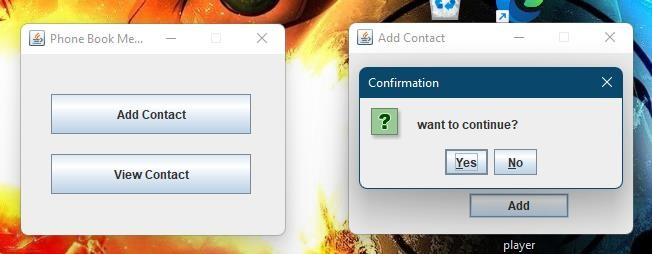 Phone Book Me...
Add Contact
View Contact
Add Contact
Confirmation
want to continue?
Yes
No
Add
player